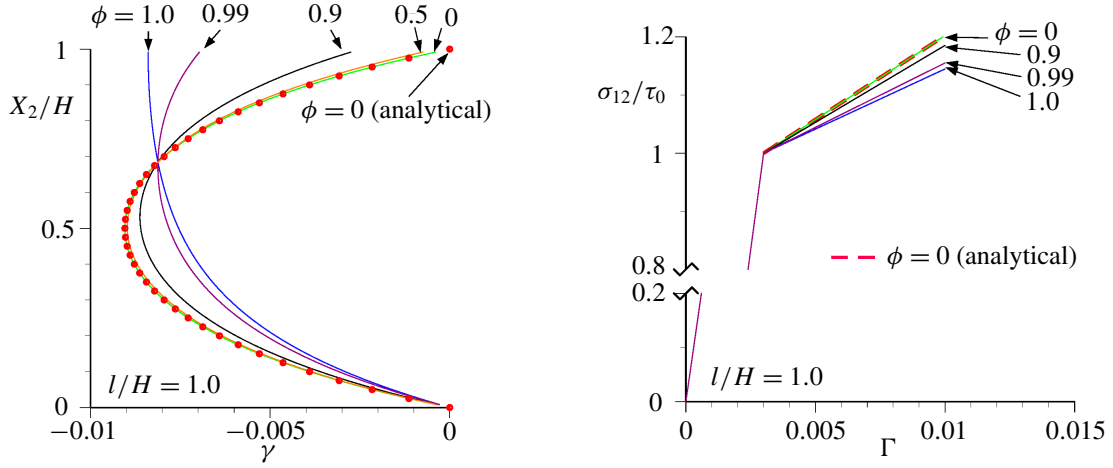 ϕ = 1.0 0.99 0.9 0.5 0
1
X₂/H
ϕ = 0 (analytical)
0.5
l/H = 1.0
0
−0.01 −0.005 0
γ
1.2
ϕ = 0
0.9
0.99
1.0
σ₁₂/τ₀
1
0.8
ϕ = 0 (analytical)
0.2
l/H = 1.0
0
0 0.005 0.01 0.015
Γ